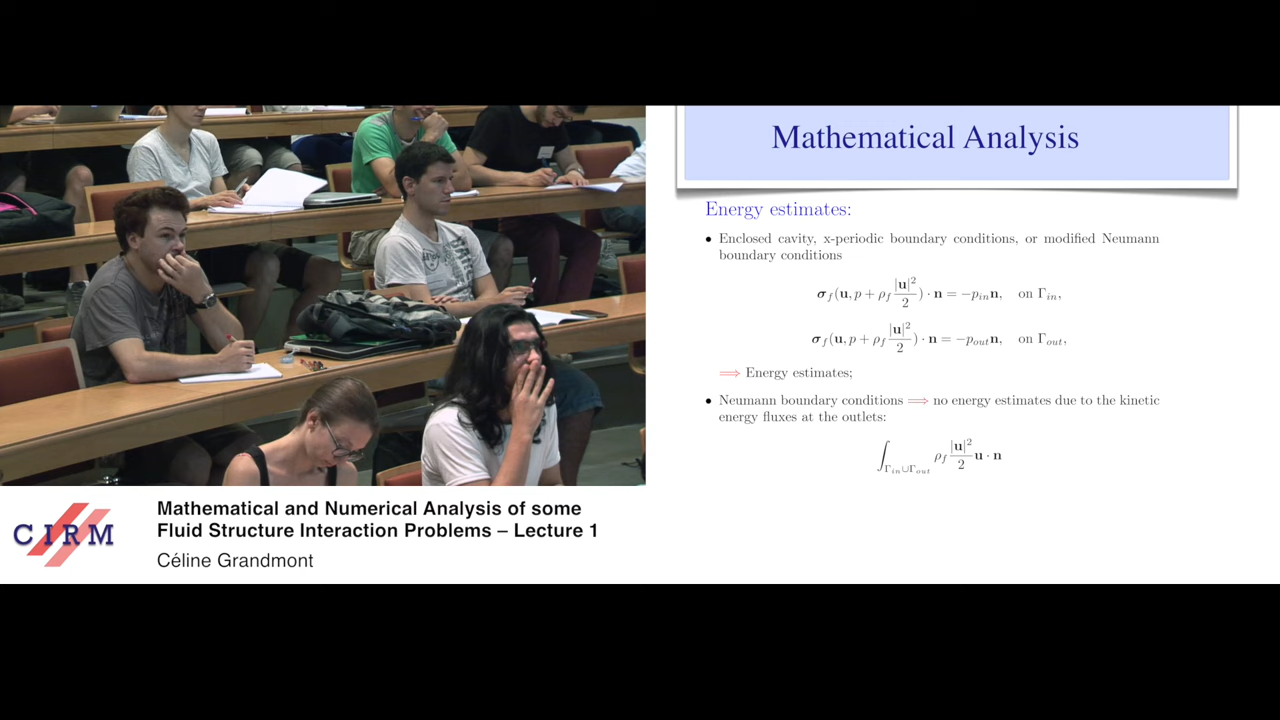 Mathematical Analysis
Energy estimates:
• Enclosed cavity, x-periodic boundary conditions, or modified Neumann
boundary conditions
σ_f(u, p + ρ_f |u|²/2) · n = −p_in n, on Γ_in,
σ_f(u, p + ρ_f |u|²/2) · n = −p_out n, on Γ_out,
⟹ Energy estimates;
• Neumann boundary conditions ⟹ no energy estimates due to the kinetic
energy fluxes at the outlets:
∫_{Γ_in∪Γ_out} ρ_f |u|²/2 u · n
CIRM
Mathematical and Numerical Analysis of some
Fluid Structure Interaction Problems – Lecture 1
Céline Grandmont